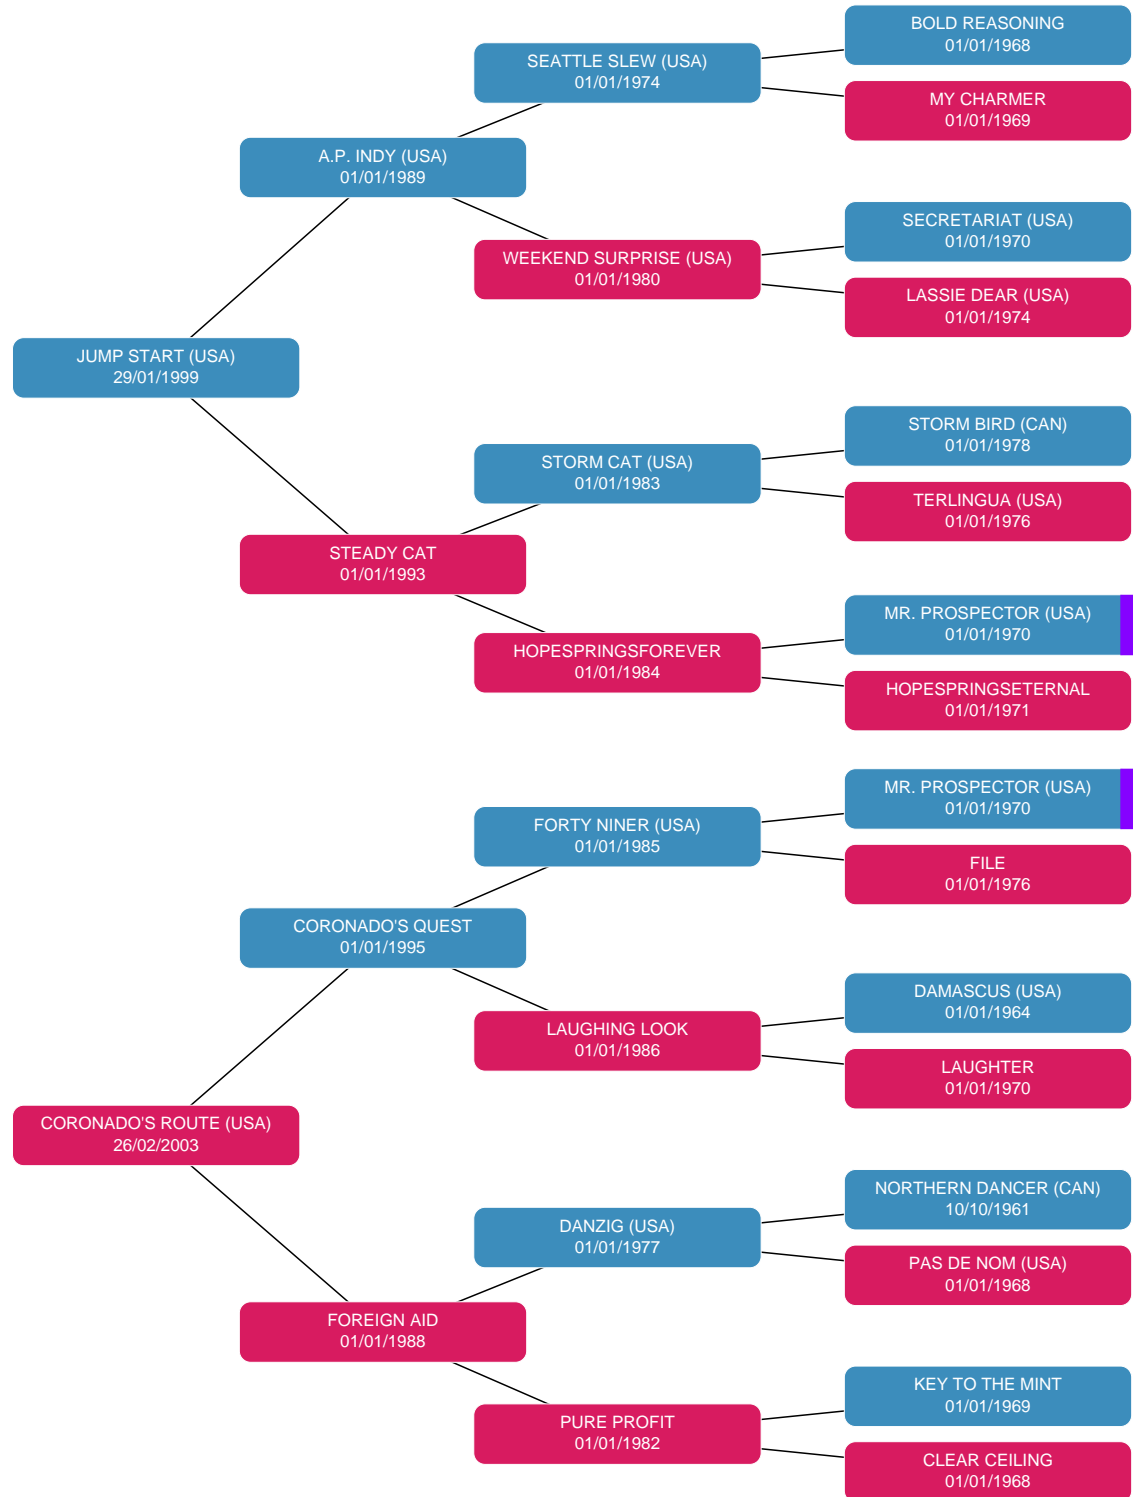 BOLD REASONING
01/01/1968
SEATTLE SLEW (USA)
01/01/1974
MY CHARMER
01/01/1969
A.P. INDY (USA)
01/01/1989
SECRETARIAT (USA)
01/01/1970
WEEKEND SURPRISE (USA)
01/01/1980
LASSIE DEAR (USA)
01/01/1974
JUMP START (USA)
29/01/1999
STORM BIRD (CAN)
01/01/1978
STORM CAT (USA)
01/01/1983
TERLINGUA (USA)
01/01/1976
STEADY CAT
01/01/1993
MR. PROSPECTOR (USA)
01/01/1970
HOPESPRINGSFOREVER
01/01/1984
HOPESPRINGSETERNAL
01/01/1971
MR. PROSPECTOR (USA)
01/01/1970
FORTY NINER (USA)
01/01/1985
FILE
01/01/1976
CORONADO'S QUEST
01/01/1995
DAMASCUS (USA)
01/01/1964
LAUGHING LOOK
01/01/1986
LAUGHTER
01/01/1970
CORONADO'S ROUTE (USA)
26/02/2003
NORTHERN DANCER (CAN)
10/10/1961
DANZIG (USA)
01/01/1977
PAS DE NOM (USA)
01/01/1968
FOREIGN AID
01/01/1988
KEY TO THE MINT
01/01/1969
PURE PROFIT
01/01/1982
CLEAR CEILING
01/01/1968